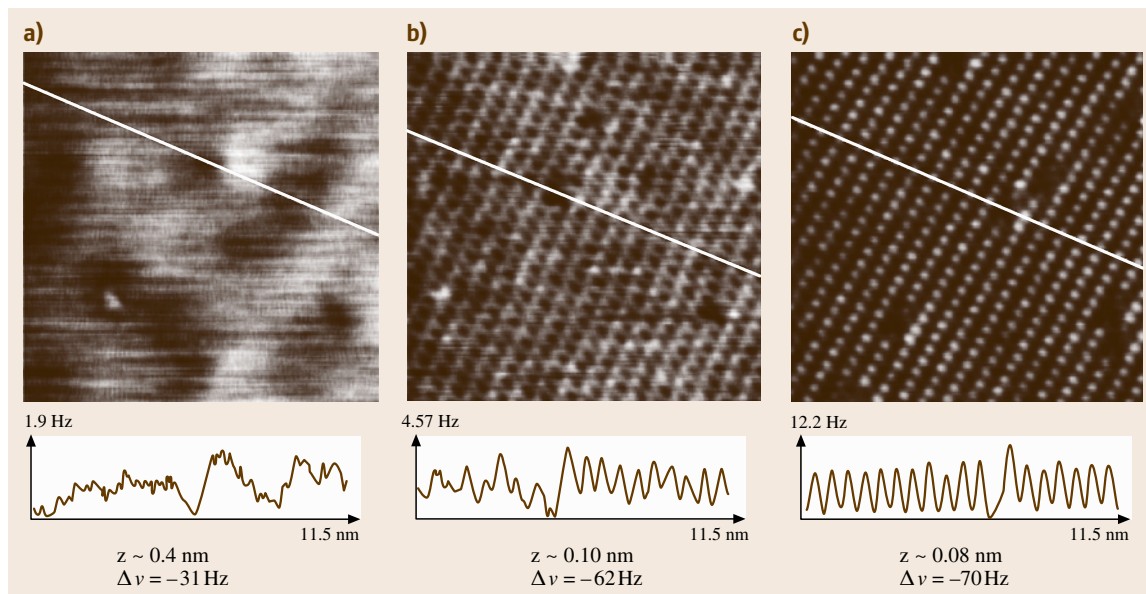 a)
b)
c)
1.9 Hz
4.57 Hz
12.2 Hz
11.5 nm
11.5 nm
11.5 nm
z ~ 0.4 nm
Δν = –31 Hz
z ~ 0.10 nm
Δν = –62 Hz
z ~ 0.08 nm
Δν = –70 Hz